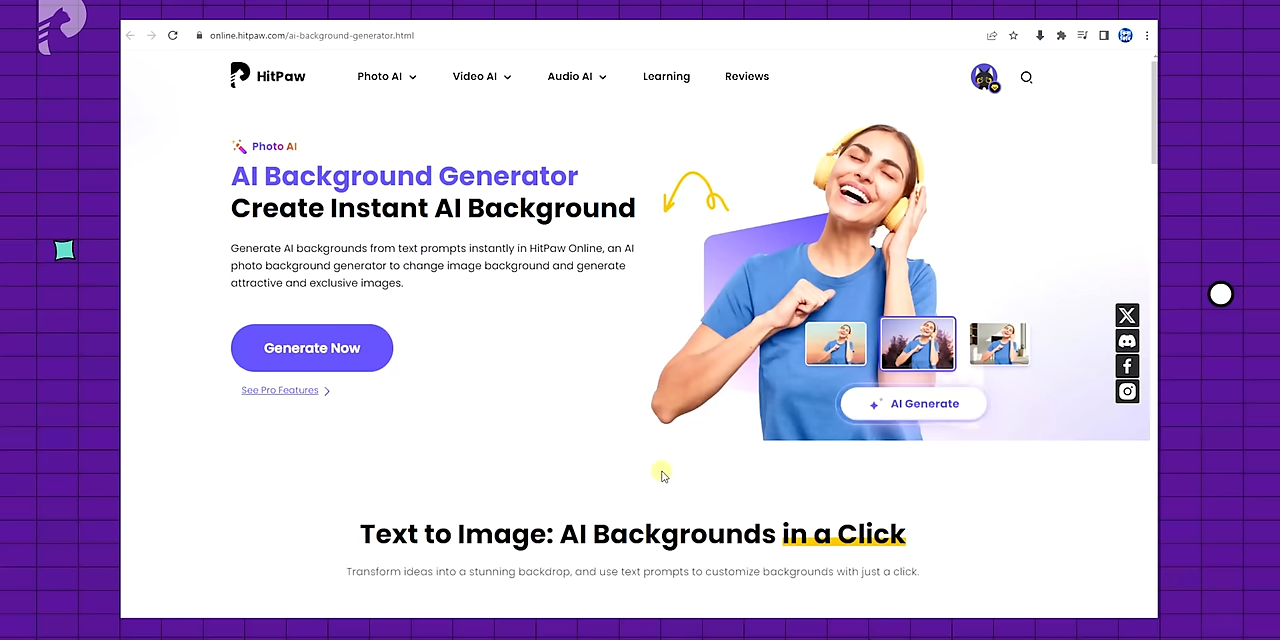 online.hitpaw.com/ai-background-generator.html
HitPaw
Photo AI
Video AI
Audio AI
Learning
Reviews
Photo AI
AI Background Generator
Create Instant AI Background
Generate AI backgrounds from text prompts instantly in HitPaw Online, an AI
photo background generator to change image background and generate
attractive and exclusive images.
Generate Now
See Pro Features
AI Generate
Text to Image: AI Backgrounds in a Click
Transform ideas into a stunning backdrop, and use text prompts to customize backgrounds with just a click.